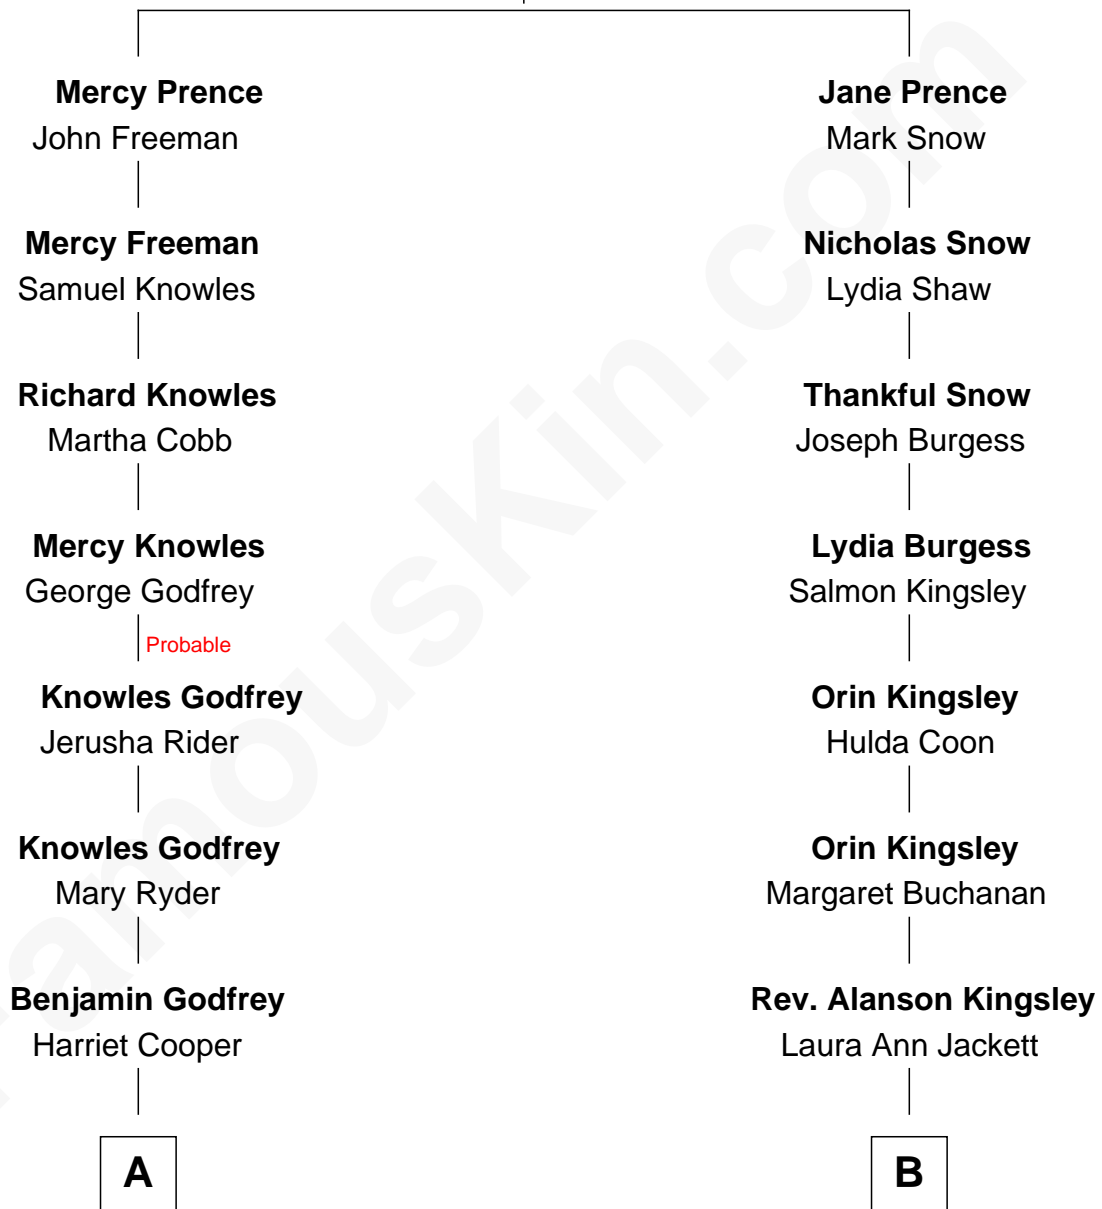 Mercy Prence
John Freeman
Mercy Freeman
Samuel Knowles
Richard Knowles
Martha Cobb
Mercy Knowles
George Godfrey
Probable
Knowles Godfrey
Jerusha Rider
Knowles Godfrey
Mary Ryder
Benjamin Godfrey
Harriet Cooper
A
Jane Prence
Mark Snow
Nicholas Snow
Lydia Shaw
Thankful Snow
Joseph Burgess
Lydia Burgess
Salmon Kingsley
Orin Kingsley
Hulda Coon
Orin Kingsley
Margaret Buchanan
Rev. Alanson Kingsley
Laura Ann Jackett
B
FamousKin.com